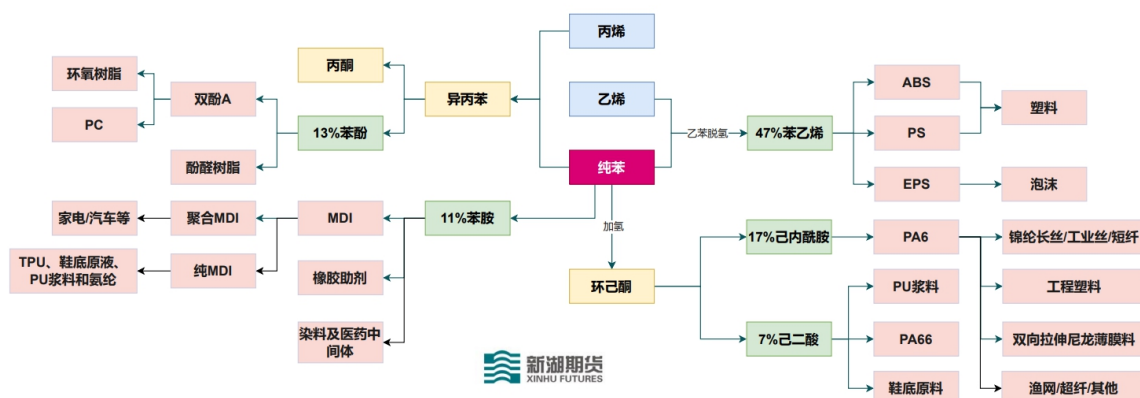 丙烯
环氧树脂
丙酮
ABS
双酚A
异丙苯
乙烯
塑料
PC
13%苯酚
乙苯脱氢
47%苯乙烯
PS
酚醛树脂
纯苯
EPS
泡沫
家电/汽车等
聚合MDI
MDI
11%苯胺
加氢
17%己内酰胺
PA6
锦纶长丝/工业丝/短纤
TPU、鞋底原液、
PU浆料和氨纶
纯MDI
橡胶助剂
环己酮
PU浆料
工程塑料
染料及医药中
间体
7%己二酸
PA66
双向拉伸尼龙薄膜料
新湖期货
XINHU FUTURES
鞋底原料
渔网/超纤/其他